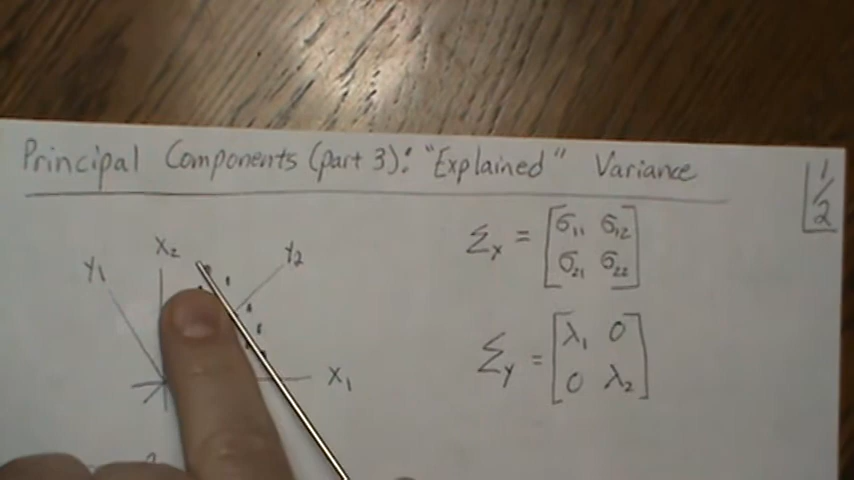 Principal Components (part 3): "Explained" Variance
1/2
X₂
Y₁
Y₂
X₁
Σx = [σ₁₁ σ₁₂
σ₂₁ σ₂₂]
Σy = [λ₁ 0
0 λ₂]